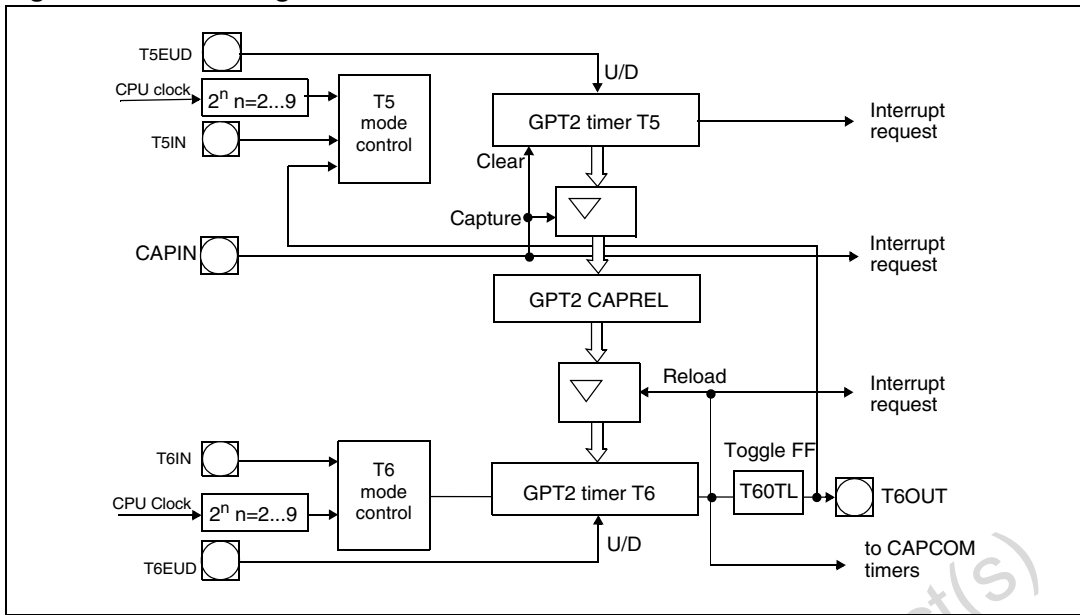 T5EUD
U/D
CPU clock
2ⁿ n=2...9
T5
mode
control
GPT2 timer T5
Interrupt
request
T5IN
Clear
Capture
CAPIN
Interrupt
request
GPT2 CAPREL
Reload
Interrupt
request
T6IN
T6
mode
control
Toggle FF
GPT2 timer T6
T60TL
T6OUT
CPU Clock
2ⁿ n=2...9
U/D
T6EUD
to CAPCOM
timers